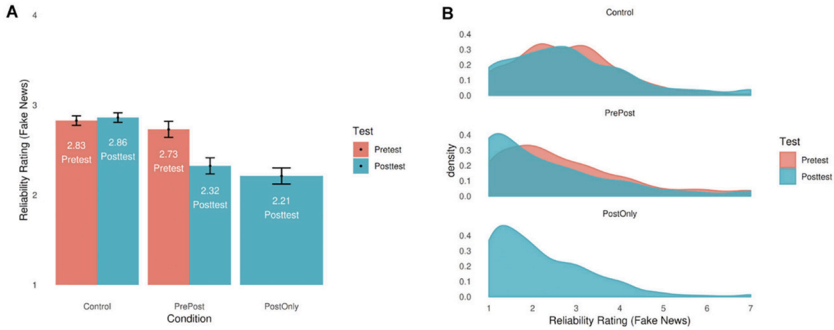 A
4
3
2
1
Reliability Rating (Fake News)
2.83
Pretest
2.86
Posttest
2.73
Pretest
2.32
Posttest
2.21
Posttest
Control
PrePost
PostOnly
Condition
Test
Pretest
Posttest
B
Control
0.4
0.3
0.2
0.1
0.0
PrePost
0.4
0.3
0.2
0.1
0.0
density
PostOnly
0.4
0.3
0.2
0.1
0.0
1 2 3 4 5 6 7
Reliability Rating (Fake News)
Test
Pretest
Posttest